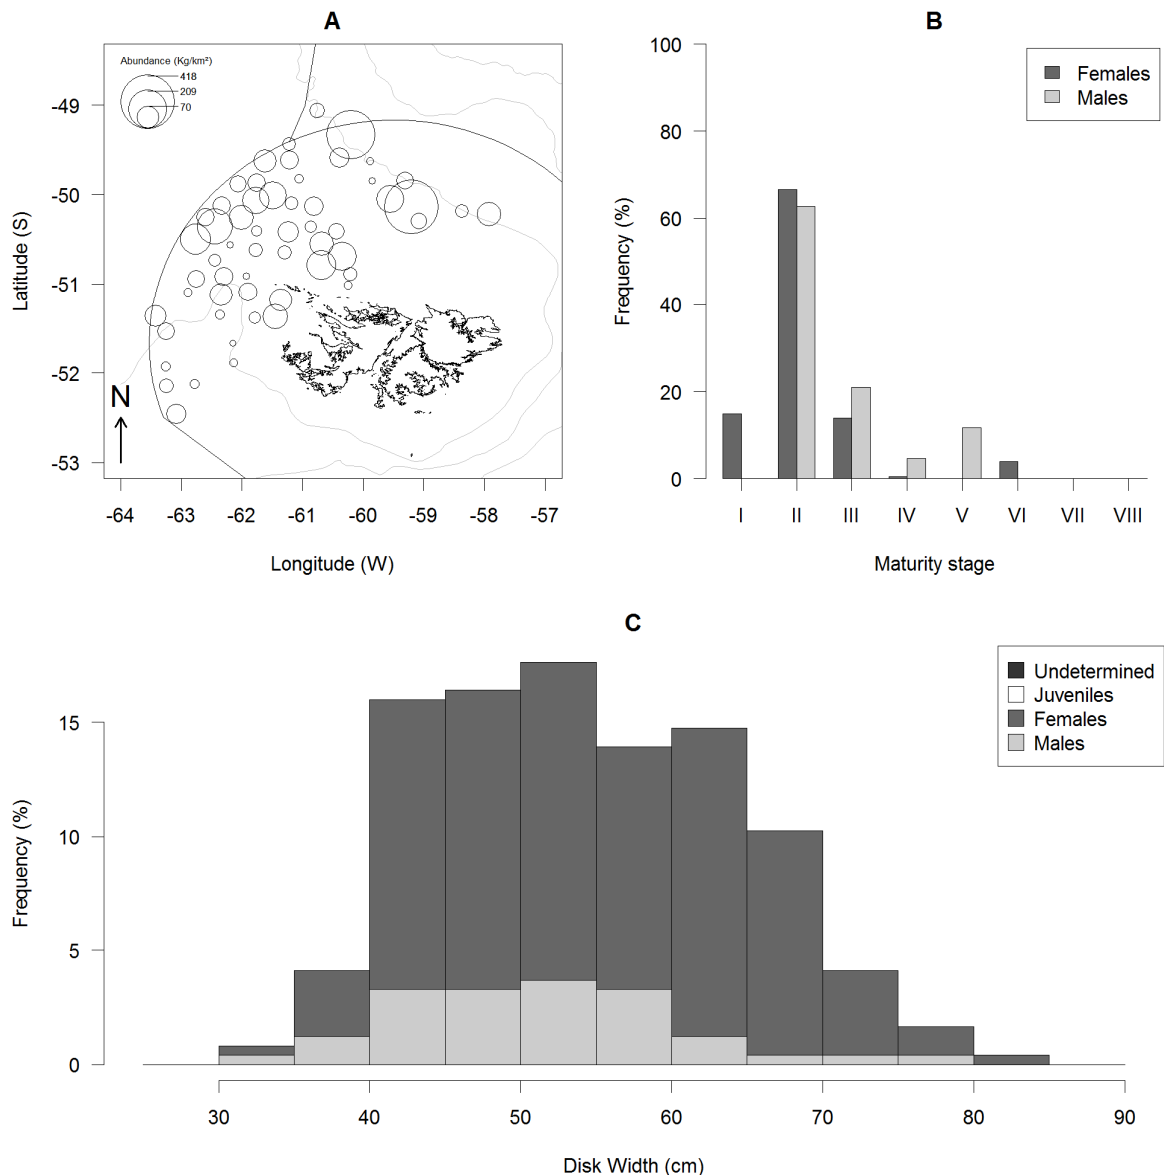 A
Abundance (Kg/km²)
418
209
70
-49
-50
-51
-52
-53
Latitude (S)
N
-64 -63 -62 -61 -60 -59 -58 -57
Longitude (W)
B
Females
Males
100
80
60
40
20
0
Frequency (%)
I II III IV V VI VII VIII
Maturity stage
C
Undetermined
Juveniles
Females
Males
15
10
5
0
Frequency (%)
30 40 50 60 70 80 90
Disk Width (cm)